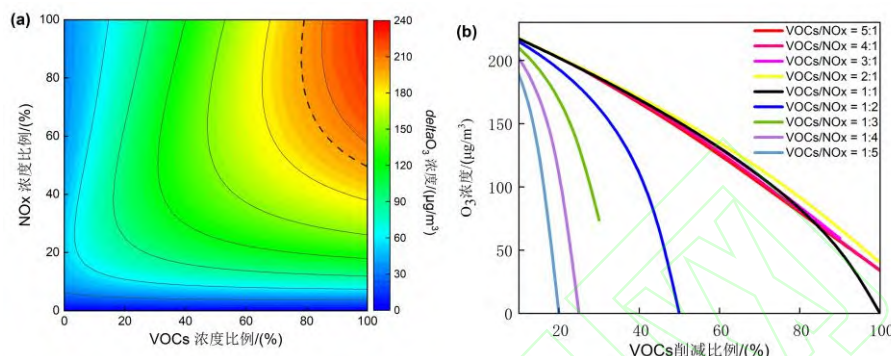 (a)
100
80
60
40
20
0
NOx 浓度比例/(%)
0 20 40 60 80 100
VOCs 浓度比例/(%)
240
210
180
150
120
90
60
30
0
deltaO₃ 浓度/(μg/m³)
(b)
200
150
100
50
0
O₃浓度/(μg/m³)
20 40 60 80 100
VOCs削减比例/(%)
VOCs/NOx = 5:1
VOCs/NOx = 4:1
VOCs/NOx = 3:1
VOCs/NOx = 2:1
VOCs/NOx = 1:1
VOCs/NOx = 1:2
VOCs/NOx = 1:3
VOCs/NOx = 1:4
VOCs/NOx = 1:5